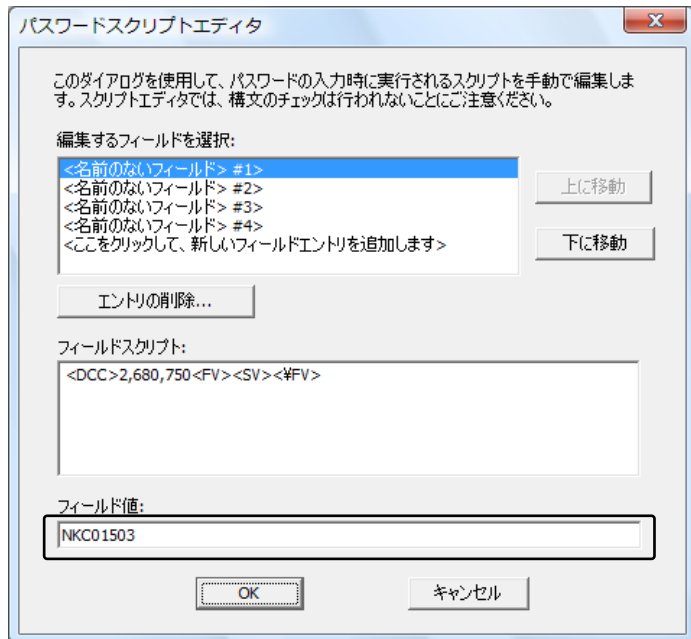 パスワードスクリプトエディタ
このダイアログを使用して、パスワードの入力時に実行されるスクリプトを手動で編集しま
す。スクリプトエディタでは、構文のチェックは行われないことにご注意ください。
編集するフィールドを選択:
<名前のないフィールド> #1>
<名前のないフィールド> #2>
<名前のないフィールド> #3>
<名前のないフィールド> #4>
<ここをクリックして、新しいフィールドエントリを追加します>
上に移動
下に移動
エントリの削除...
フィールドスクリプト:
<DCC>2,680,750<FV><SV><¥FV>
フィールド値:
NKC01503
OK
キャンセル